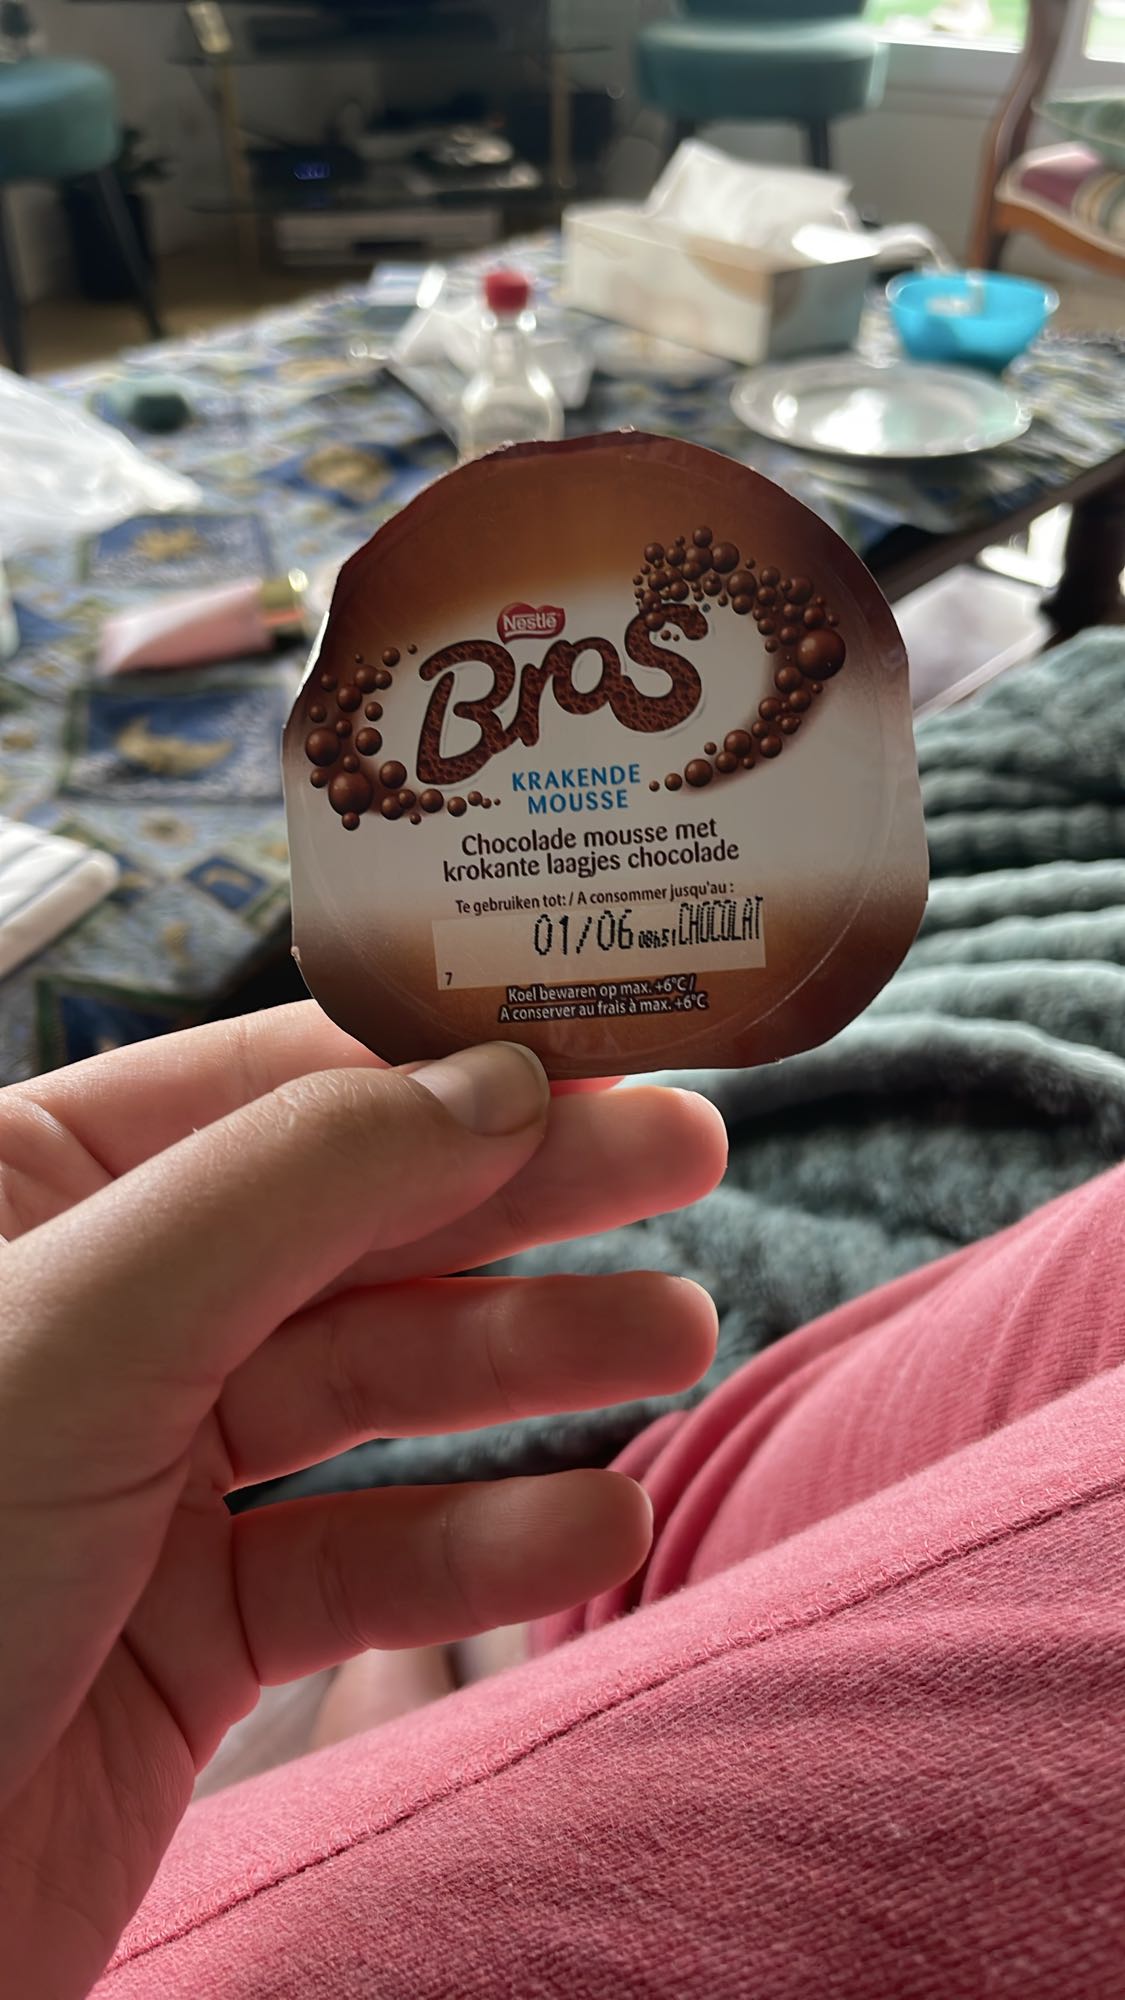 Nestlé
Bros
KRAKENDE
MOUSSE
Chocolade mousse met
krokante laagjes chocolade
Te gebruiken tot: / A consommer jusqu'au :
01/06 08h51 CHOCOLAT
7
Koel bewaren op max. +6°C /
A conserver au frais à max. +6°C